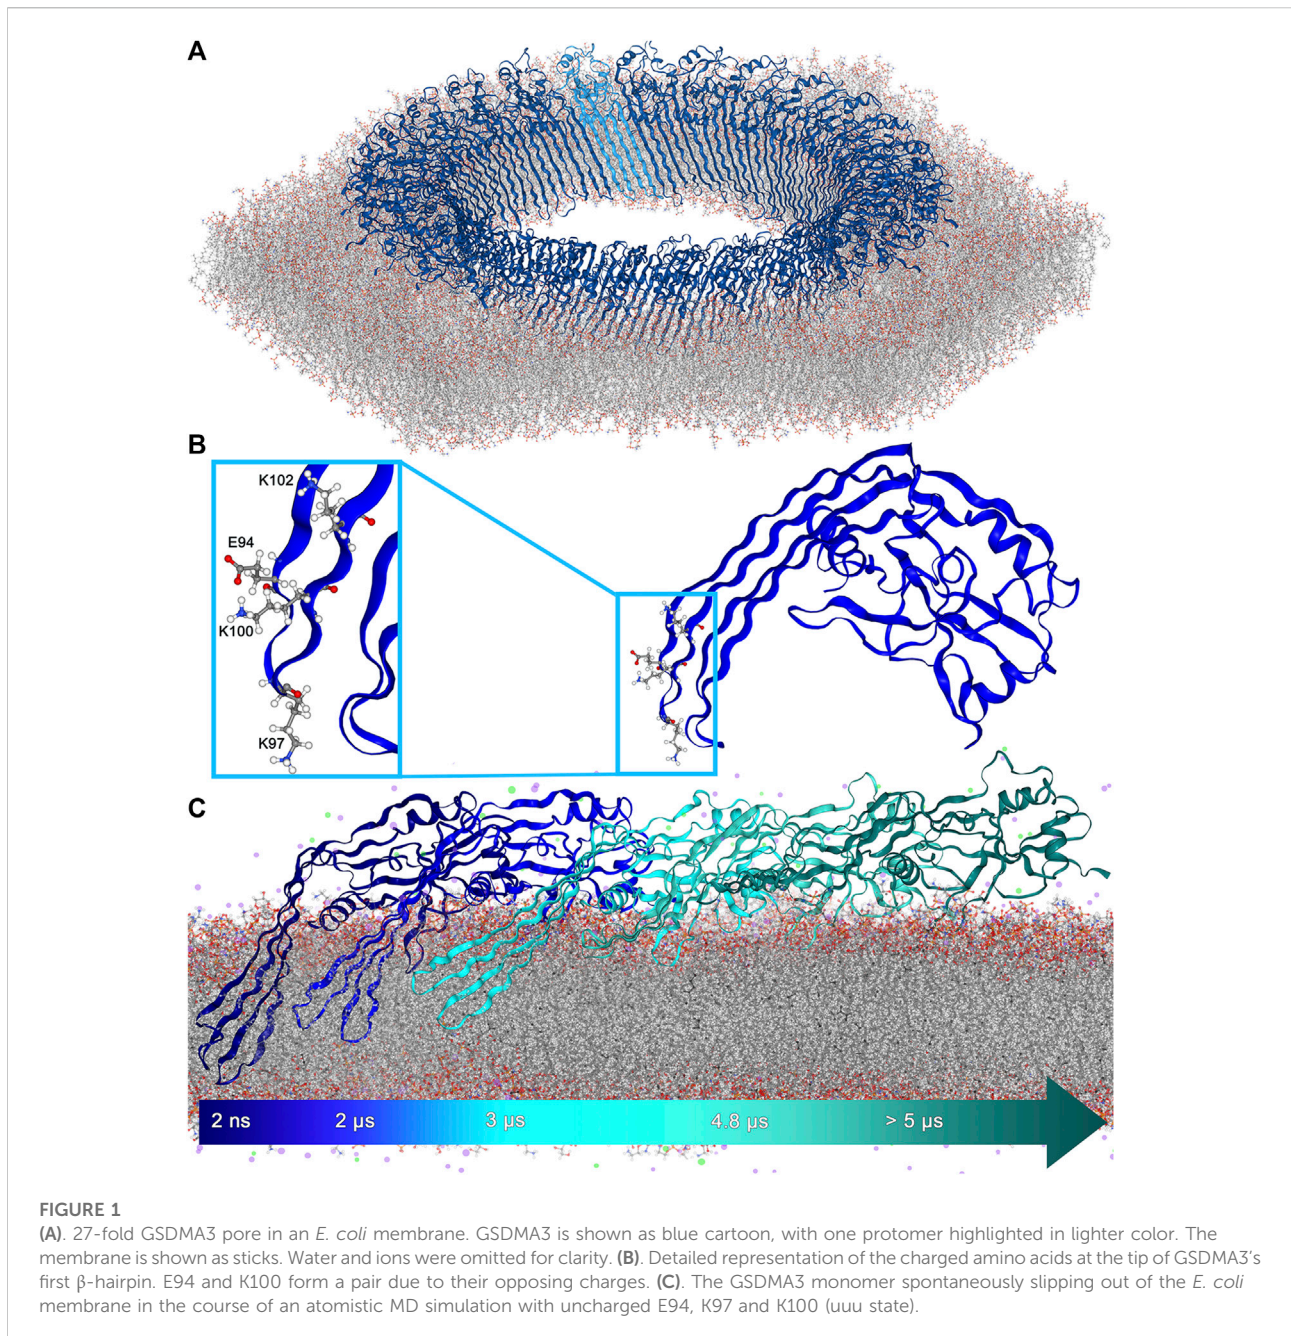 A
B
K102
E94
K100
K97
C
2 ns
2 µs
3 µs
4.8 µs
> 5 µs
FIGURE 1
(A). 27-fold GSDMA3 pore in an E. coli membrane. GSDMA3 is shown as blue cartoon, with one protomer highlighted in lighter color. The
membrane is shown as sticks. Water and ions were omitted for clarity. (B). Detailed representation of the charged amino acids at the tip of GSDMA3's
first β-hairpin. E94 and K100 form a pair due to their opposing charges. (C). The GSDMA3 monomer spontaneously slipping out of the E. coli
membrane in the course of an atomistic MD simulation with uncharged E94, K97 and K100 (uuu state).